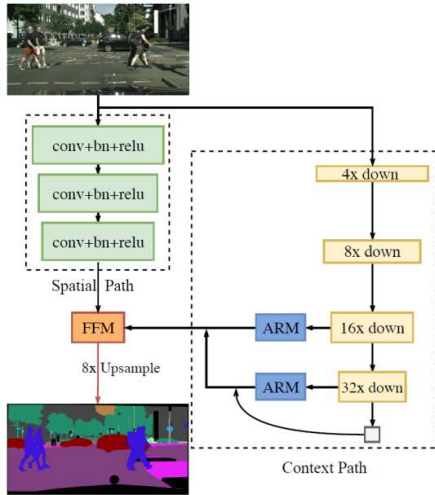 conv+bn+relu
conv+bn+relu
conv+bn+relu
Spatial Path
FFM
8x Upsample
4x down
8x down
ARM
16x down
ARM
32x down
Context Path